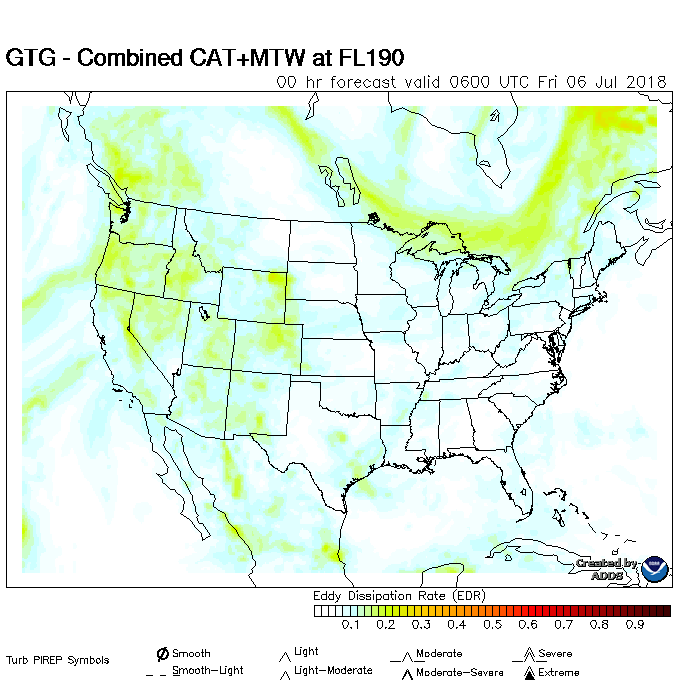 GTG - Combined CAT+MTW at FL190
00 hr forecast valid 0600 UTC Fri 06 Jul 2018
Created by
ADDS
Eddy Dissipation Rate (EDR)
0.1 0.2 0.3 0.4 0.5 0.6 0.7 0.8 0.9
Turb PIREP Symbols
Smooth Light Moderate Severe
Smooth-Light Light-Moderate Moderate-Severe Extreme